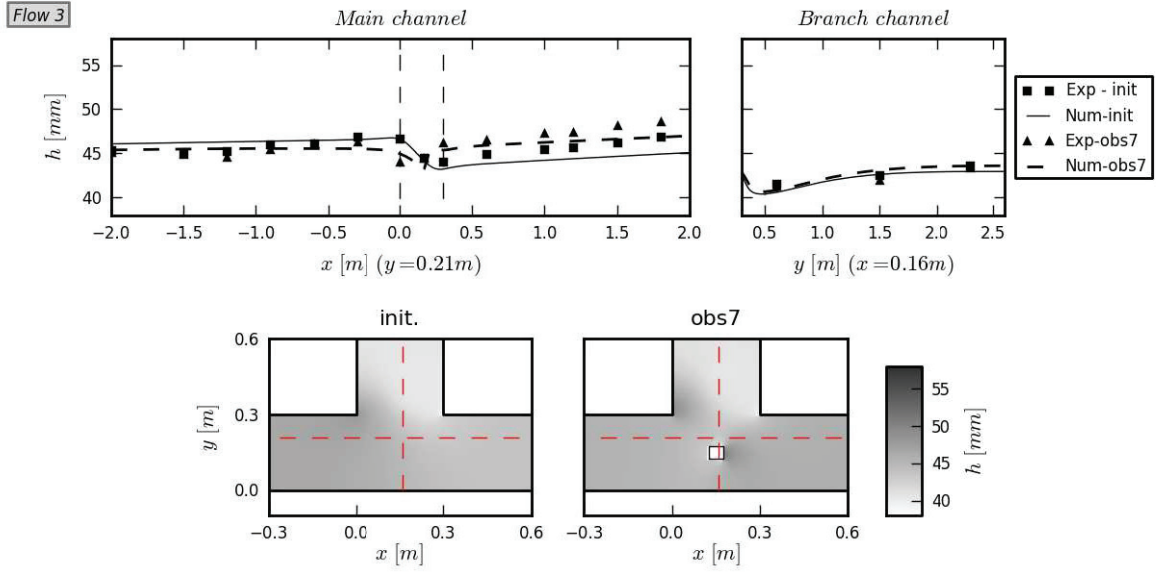 Flow 3
Main channel
Branch channel
h [mm]
55
50
45
40
−2.0 −1.5 −1.0 −0.5 0.0 0.5 1.0 1.5 2.0
x [m] (y =0.21m)
0.5 1.0 1.5 2.0 2.5
y [m] (x =0.16m)
Exp - init
Num-init
Exp-obs7
Num-obs7
init.
obs7
y [m]
0.6
0.3
0.0
−0.3 0.0 0.3 0.6
x [m]
−0.3 0.0 0.3 0.6
x [m]
55
50
45
40
h [mm]